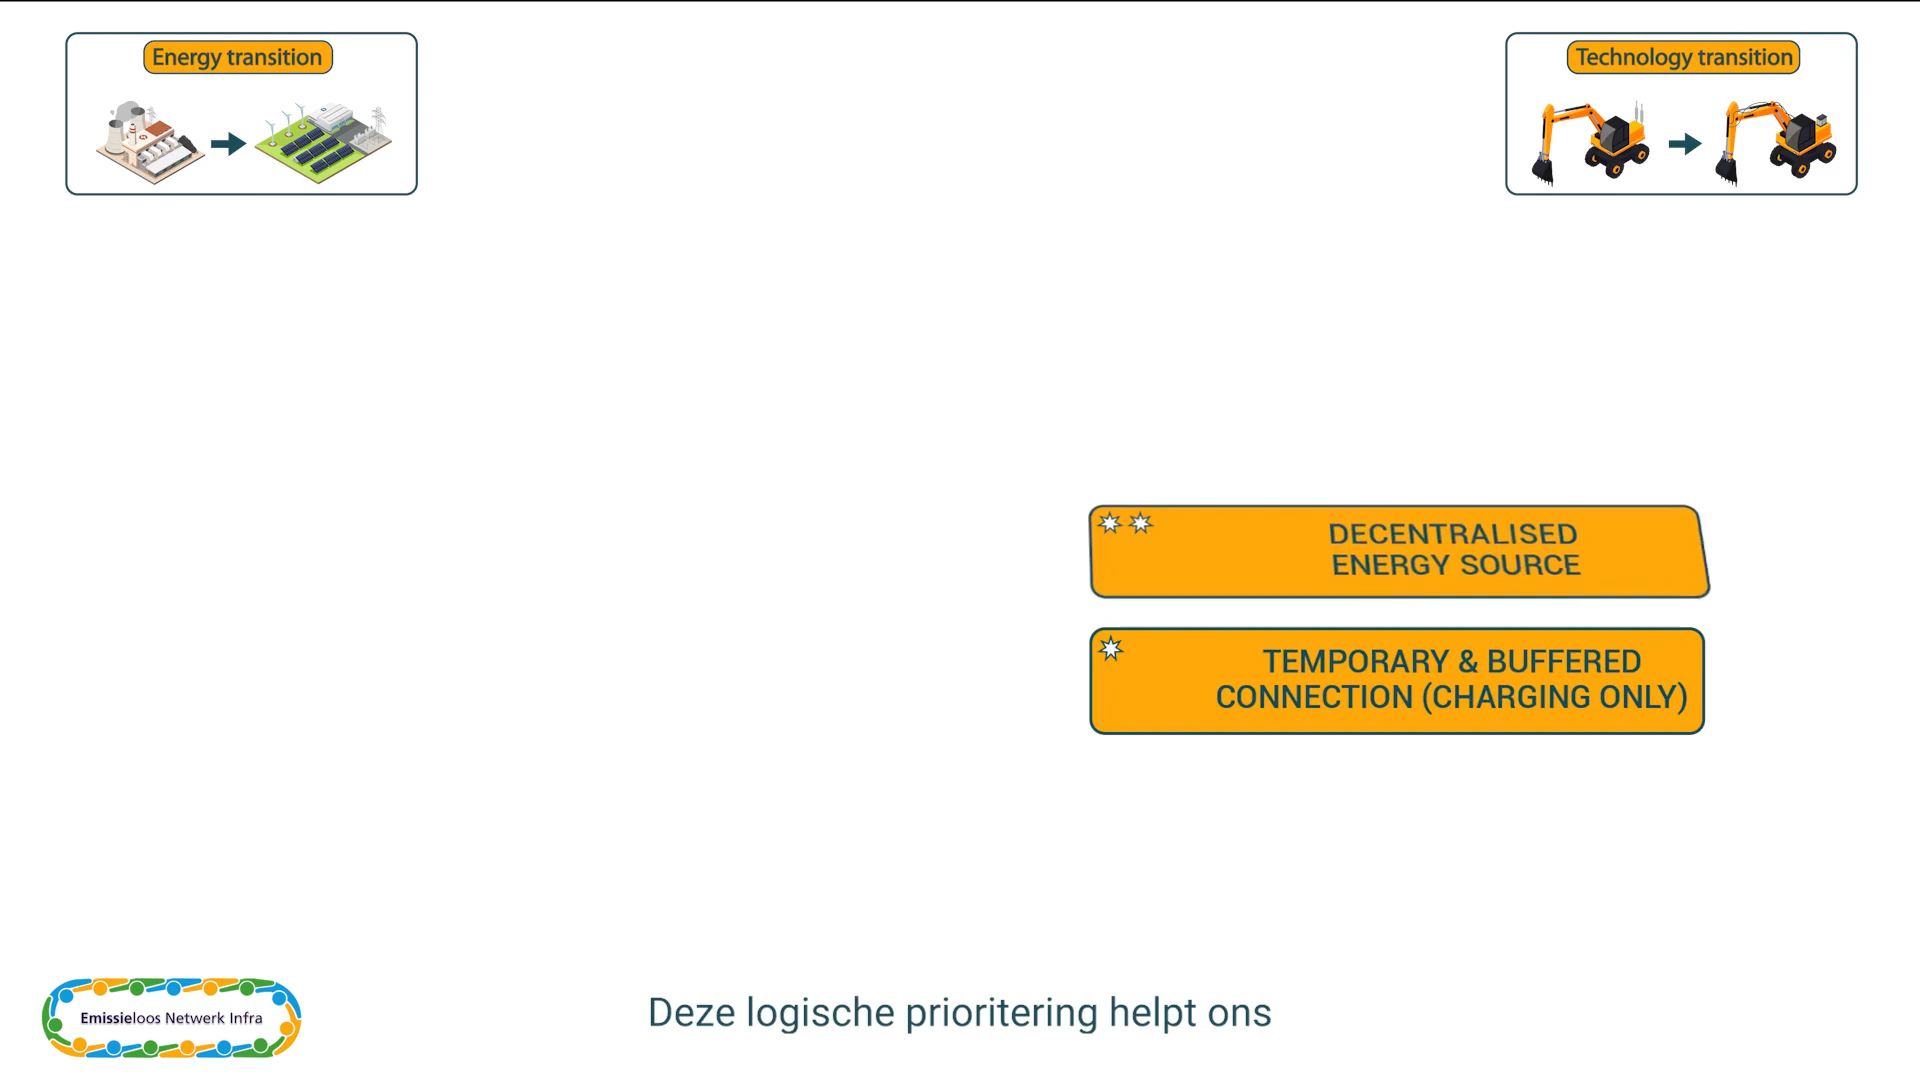 Energy transition
Technology transition
DECENTRALISED
ENERGY SOURCE
TEMPORARY & BUFFERED
CONNECTION (CHARGING ONLY)
Emissieloos Netwerk Infra
Deze logische prioritering helpt ons